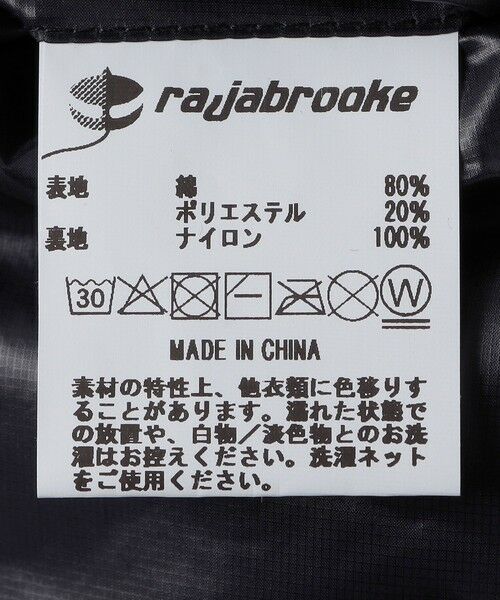 rajabrooke
表地 綿 80%
ポリエステル 20%
裏地 ナイロン 100%
30 W
MADE IN CHINA
素材の特性上、他衣類に色移りす
ることがあります。濡れた状態で
の放置や、白物/淡色物とのお洗
濯はお控えください。洗濯ネット
をご使用ください。